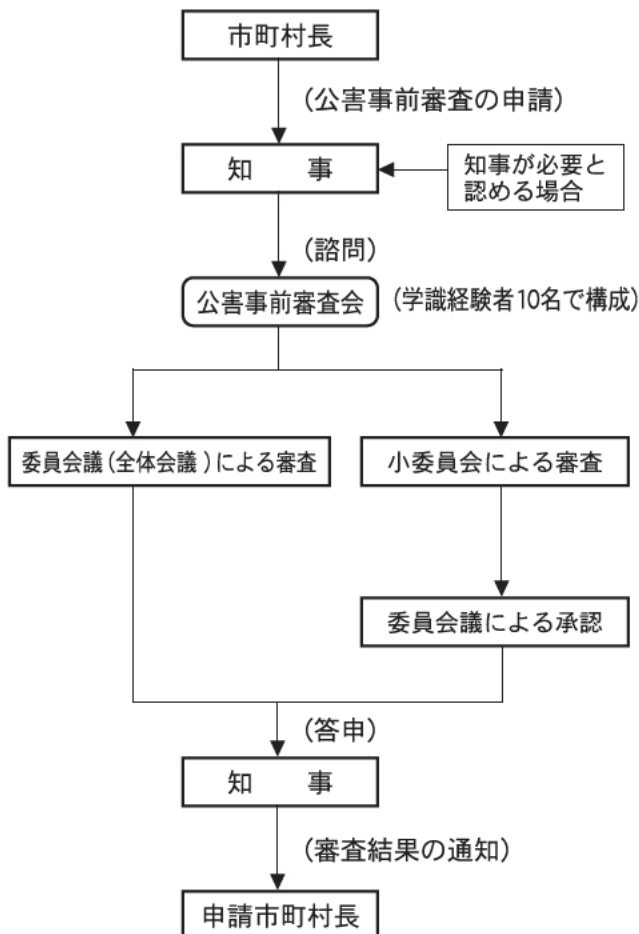 市町村長
(公害事前審査の申請)
知　　事
知事が必要と
認める場合
(諮問)
公害事前審査会
(学識経験者10名で構成)
委員会議(全体会議)による審査
小委員会による審査
委員会議による承認
(答申)
知　　事
(審査結果の通知)
申請市町村長